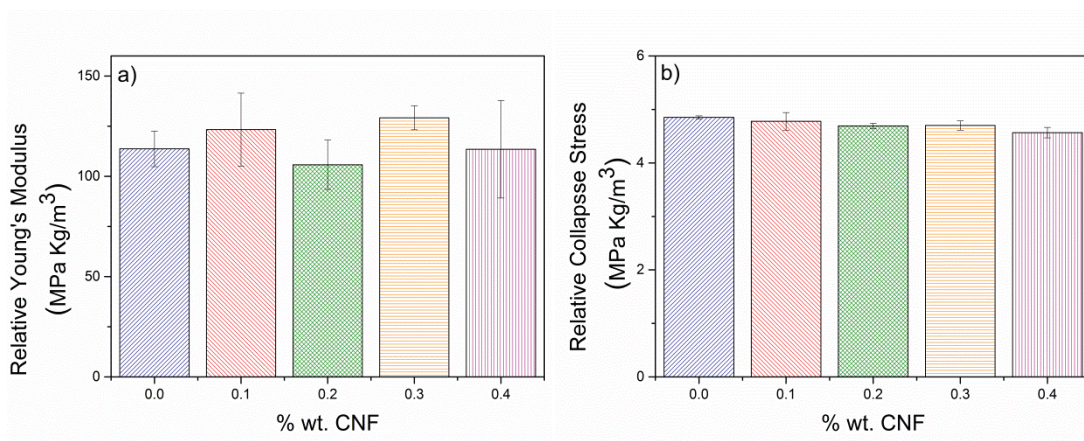 a)
Relative Young's Modulus
(MPa Kg/m³)
150
100
50
0
0.0 0.1 0.2 0.3 0.4
% wt. CNF
b)
Relative Collapsse Stress
(MPa Kg/m³)
6
4
2
0
0.0 0.1 0.2 0.3 0.4
% wt. CNF